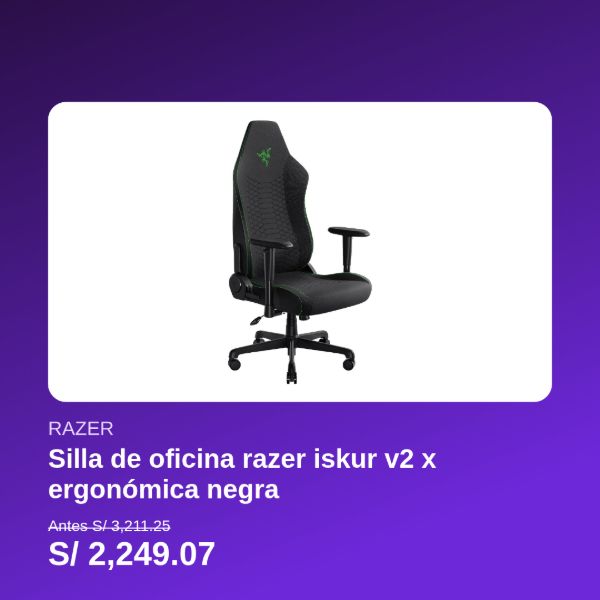 RAZER
Silla de oficina razer iskur v2 x
ergonómica negra
Antes S/ 3,211.25
S/ 2,249.07